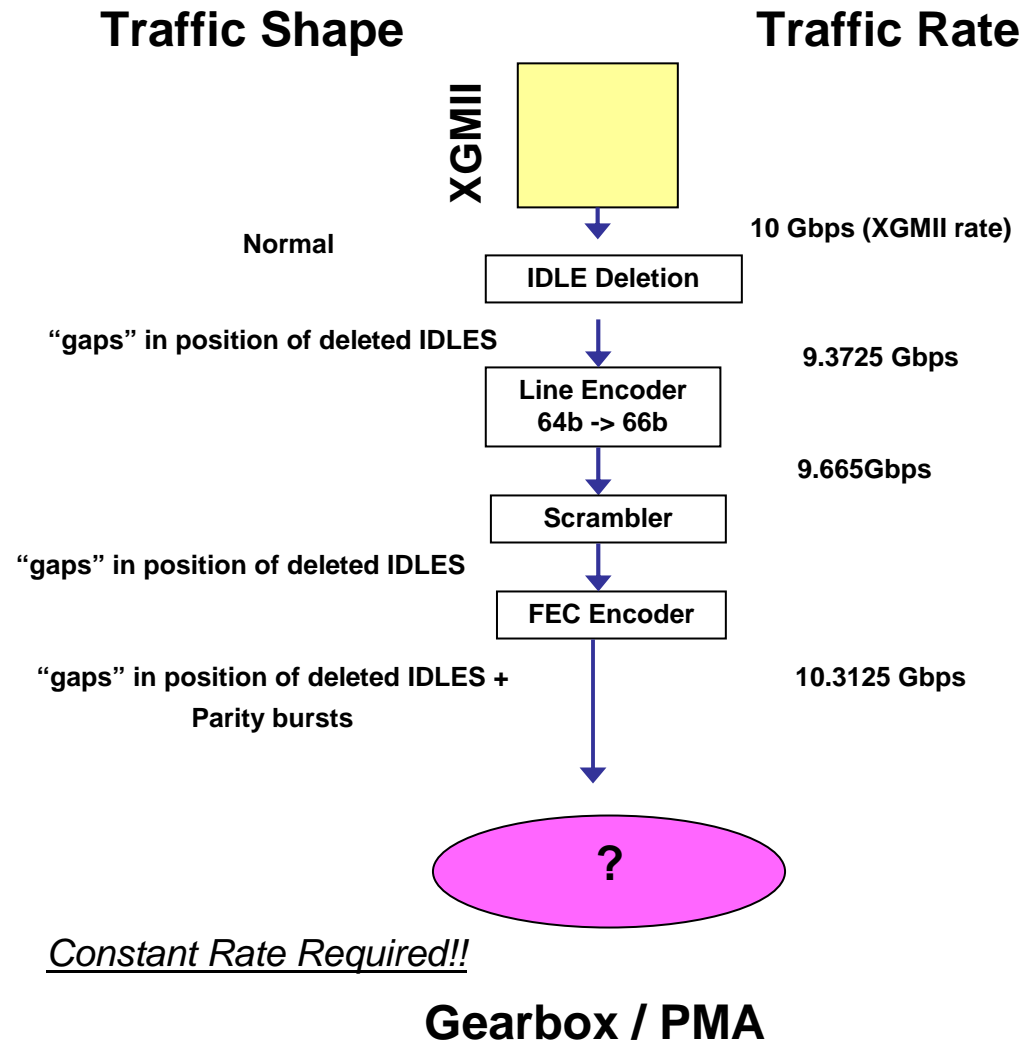 Traffic Shape
Traffic Rate
XGMII
10 Gbps (XGMII rate)
Normal
IDLE Deletion
“gaps” in position of deleted IDLES
9.3725 Gbps
Line Encoder
64b -> 66b
9.665Gbps
Scrambler
“gaps” in position of deleted IDLES
FEC Encoder
“gaps” in position of deleted IDLES +
Parity bursts
10.3125 Gbps
?
Constant Rate Required!!
Gearbox / PMA